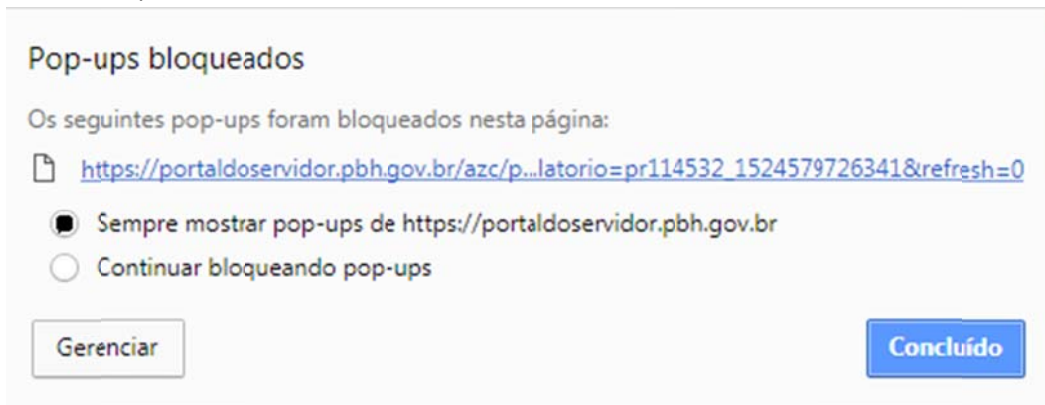 Pop-ups bloqueados
Os seguintes pop-ups foram bloqueados nesta página:
https://portaldoservidor.pbh.gov.br/azc/p...latorio=pr114532_1524579726341&refresh=0
Sempre mostrar pop-ups de https://portaldoservidor.pbh.gov.br
Continuar bloqueando pop-ups
Gerenciar
Concluído